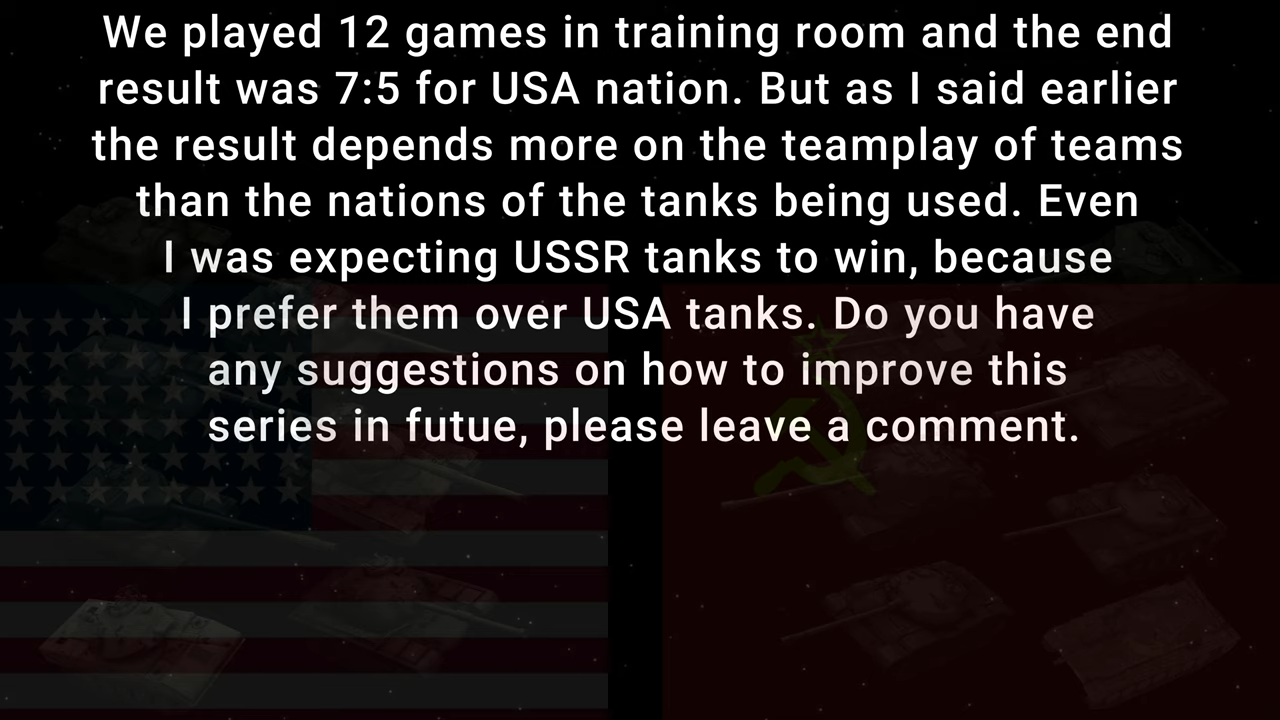 We played 12 games in training room and the end
result was 7:5 for USA nation. But as I said earlier
the result depends more on the teamplay of teams
than the nations of the tanks being used. Even
I was expecting USSR tanks to win, because
I prefer them over USA tanks. Do you have
any suggestions on how to improve this
series in futue, please leave a comment.